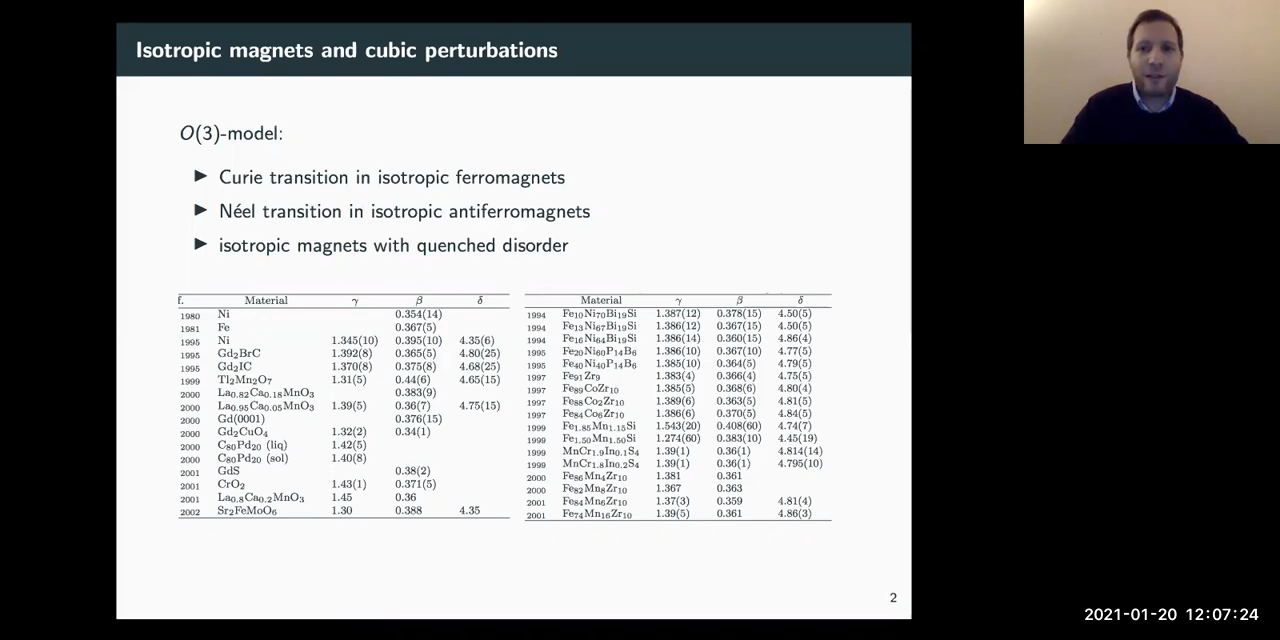 Isotropic magnets and cubic perturbations
O(3)-model:
▶ Curie transition in isotropic ferromagnets
▶ Néel transition in isotropic antiferromagnets
▶ isotropic magnets with quenched disorder
f. Material γ β δ
1980 Ni 0.354(14)
1981 Fe 0.367(5)
1995 Ni 1.345(10) 0.395(10) 4.35(6)
1995 Gd₂BrC 1.392(8) 0.365(5) 4.80(25)
1995 Gd₂IC 1.370(8) 0.375(8) 4.68(25)
1999 Tl₂Mn₂O₇ 1.31(5) 0.44(6) 4.65(15)
2000 La₀.₈₂Ca₀.₁₈MnO₃ 0.383(9)
2000 La₀.₉₅Ca₀.₀₅MnO₃ 1.39(5) 0.36(7) 4.75(15)
2000 Gd(0001) 0.376(15)
2000 Gd₂CuO₄ 1.32(2) 0.34(1)
2000 C₈₀Pd₂₀ (liq) 1.42(5)
2000 C₈₀Pd₂₀ (sol) 1.40(8)
2001 GdS 0.38(2)
2001 CrO₂ 1.43(1) 0.371(5)
2001 La₀.₈Ca₀.₂MnO₃ 1.45 0.36
2002 Sr₂FeMoO₆ 1.30 0.388 4.35
Material γ β δ
1994 Fe₁₀Ni₇₀Bi₁₉Si 1.387(12) 0.378(15) 4.50(5)
1994 Fe₁₃Ni₆₇Bi₁₉Si 1.386(12) 0.367(15) 4.50(5)
1994 Fe₁₆Ni₆₄Bi₁₉Si 1.386(14) 0.360(15) 4.86(4)
1995 Fe₂₀Ni₆₀P₁₄B₆ 1.386(10) 0.367(10) 4.77(5)
1995 Fe₄₀Ni₄₀P₁₄B₆ 1.385(10) 0.364(5) 4.79(5)
1997 Fe₉₁Zr₉ 1.383(4) 0.366(4) 4.75(5)
1997 Fe₈₉CoZr₁₀ 1.385(5) 0.368(6) 4.80(4)
1997 Fe₈₈Co₂Zr₁₀ 1.389(6) 0.363(5) 4.81(5)
1997 Fe₈₄Co₆Zr₁₀ 1.386(6) 0.370(5) 4.84(5)
1999 Fe₁.₈₅Mn₁.₁₅Si 1.543(20) 0.408(60) 4.74(7)
1999 Fe₁.₅₀Mn₁.₅₀Si 1.274(60) 0.383(10) 4.45(19)
1999 MnCr₁.₉In₀.₁S₄ 1.39(1) 0.36(1) 4.814(14)
1999 MnCr₁.₈In₀.₂S₄ 1.39(1) 0.36(1) 4.795(10)
2000 Fe₈₆Mn₄Zr₁₀ 1.381 0.361
2000 Fe₈₂Mn₈Zr₁₀ 1.367 0.363
2001 Fe₈₄Mn₆Zr₁₀ 1.37(3) 0.359 4.81(4)
2001 Fe₇₄Mn₁₆Zr₁₀ 1.39(5) 0.361 4.86(3)
2
2021-01-20 12:07:24